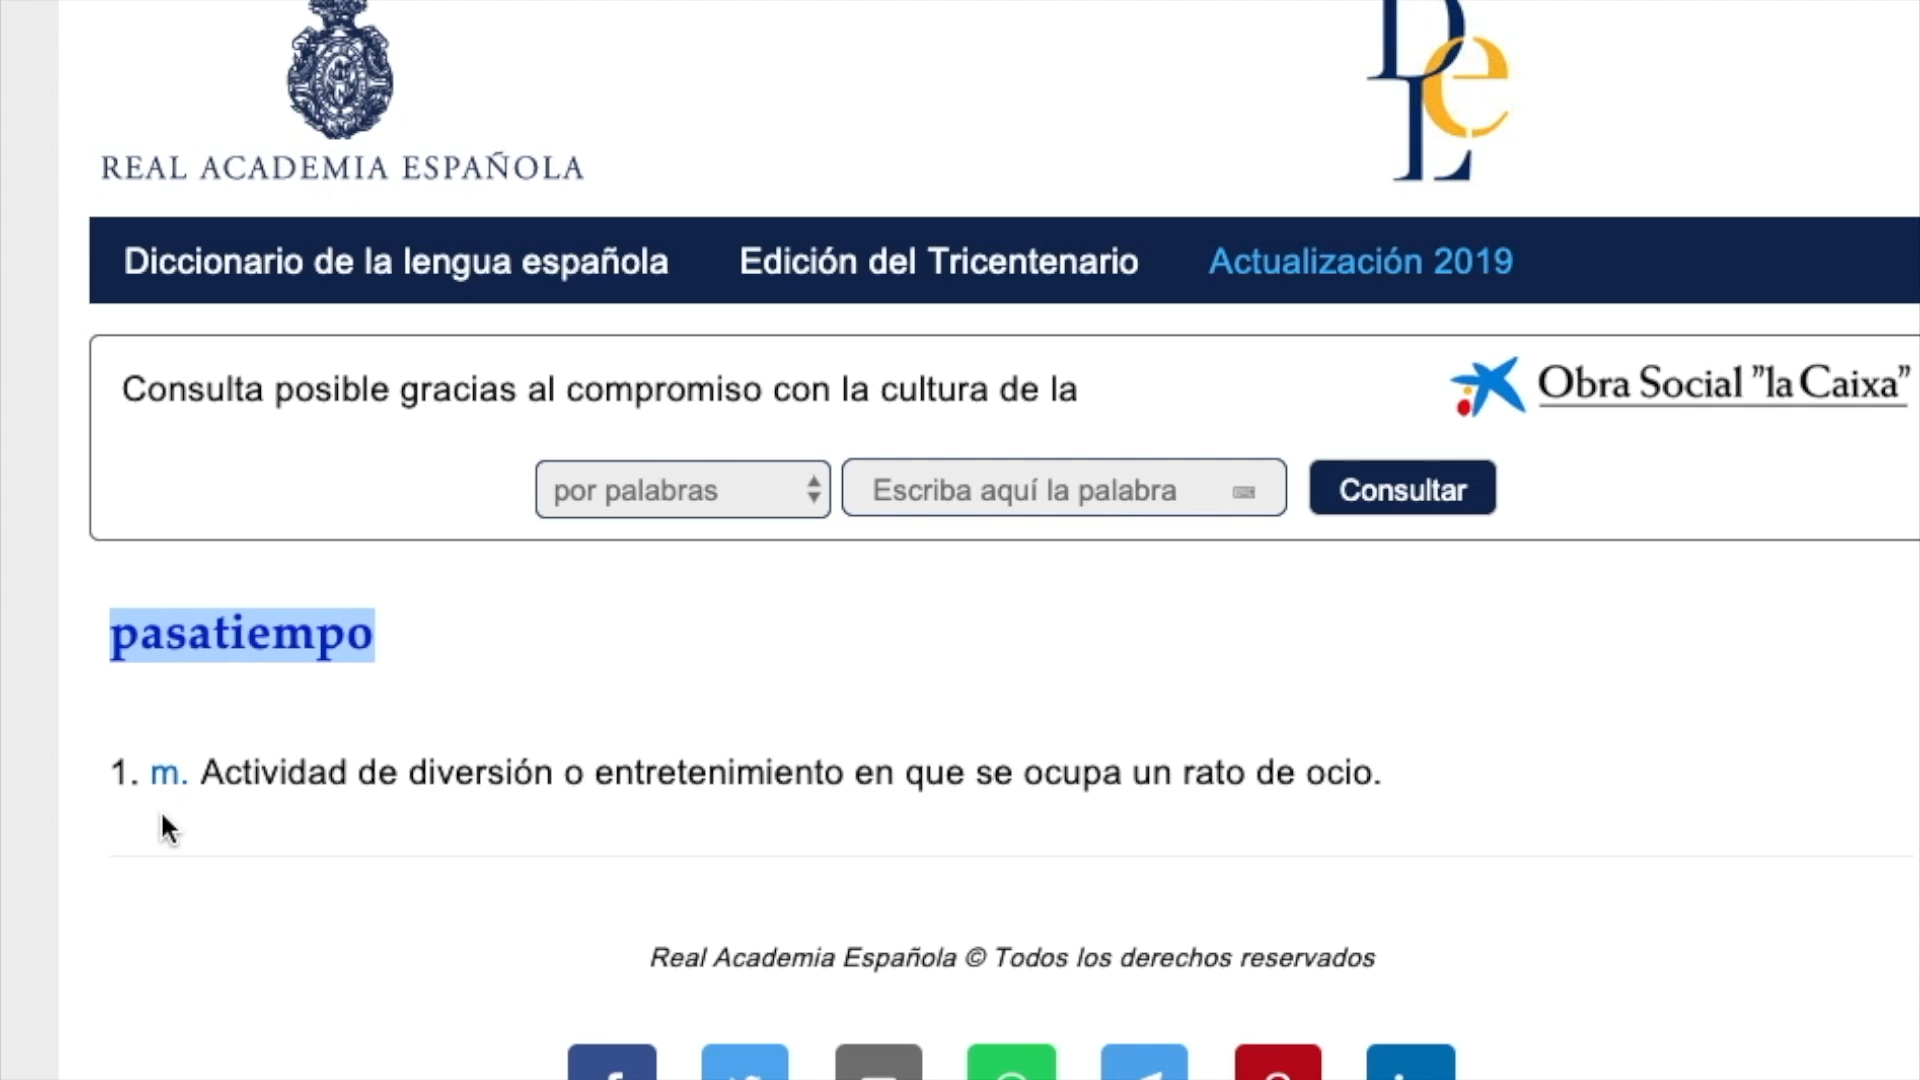 REAL ACADEMIA ESPAÑOLA
DLe
Diccionario de la lengua española Edición del Tricentenario Actualización 2019
Consulta posible gracias al compromiso con la cultura de la Obra Social "la Caixa"
por palabras Escriba aquí la palabra Consultar
pasatiempo
1. m. Actividad de diversión o entretenimiento en que se ocupa un rato de ocio.
Real Academia Española © Todos los derechos reservados